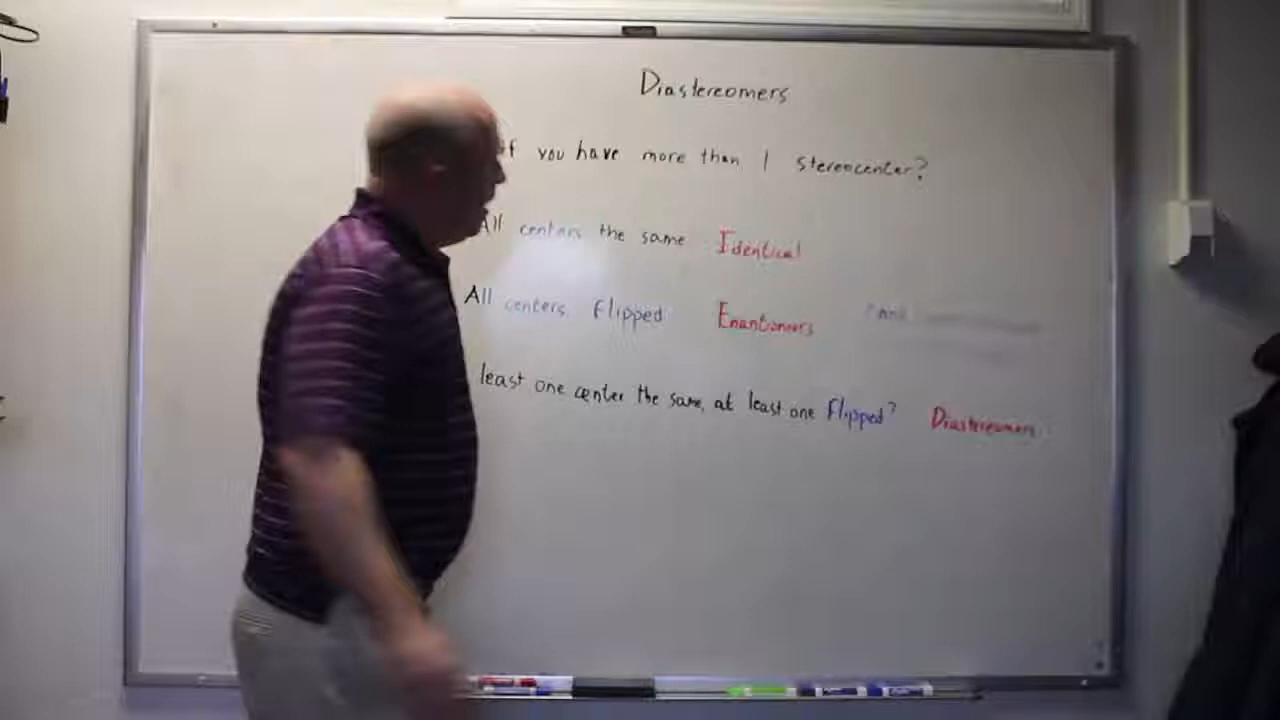 Diastereomers
If you have more than 1 stereocenter?
All centers the same Identical
All centers flipped Enantiomers
least one center the same, at least one flipped? Diastereomers